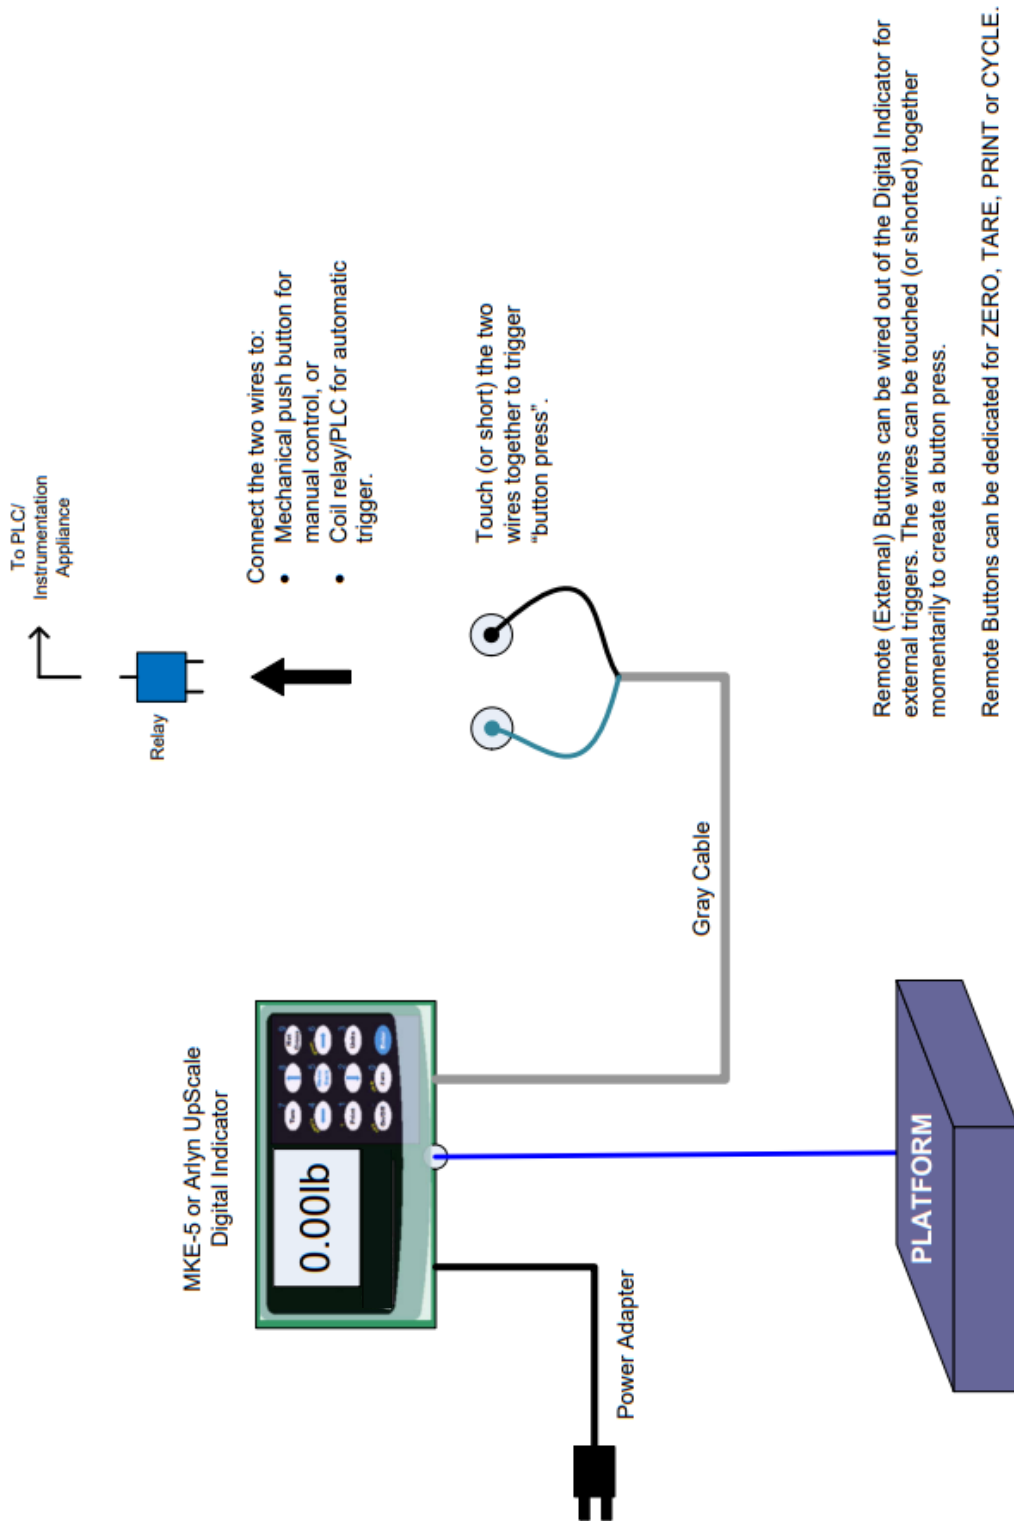 MKE-5 or Arlyn UpScale
Digital Indicator
0.00lb
Power Adapter
PLATFORM
Gray Cable
To PLC/
Instrumentation
Appliance
Relay
Connect the two wires to:
• Mechanical push button for
manual control, or
• Coil relay/PLC for automatic
trigger.
Touch (or short) the two
wires together to trigger
“button press”.
Remote (External) Buttons can be wired out of the Digital Indicator for
external triggers. The wires can be touched (or shorted) together
momentarily to create a button press.
Remote Buttons can be dedicated for ZERO, TARE, PRINT or CYCLE.